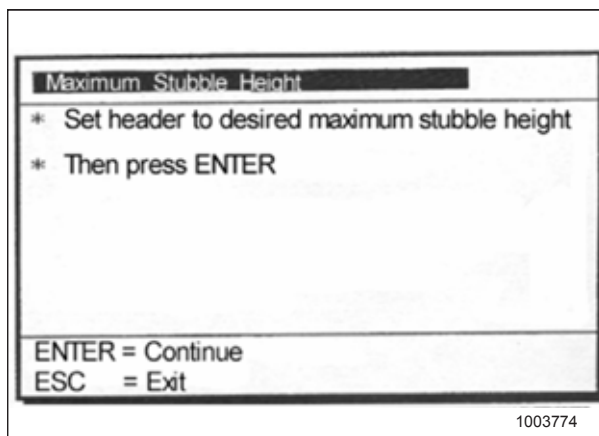 Maximum Stubble Height
* Set header to desired maximum stubble height
* Then press ENTER
ENTER = Continue
ESC = Exit
1003774